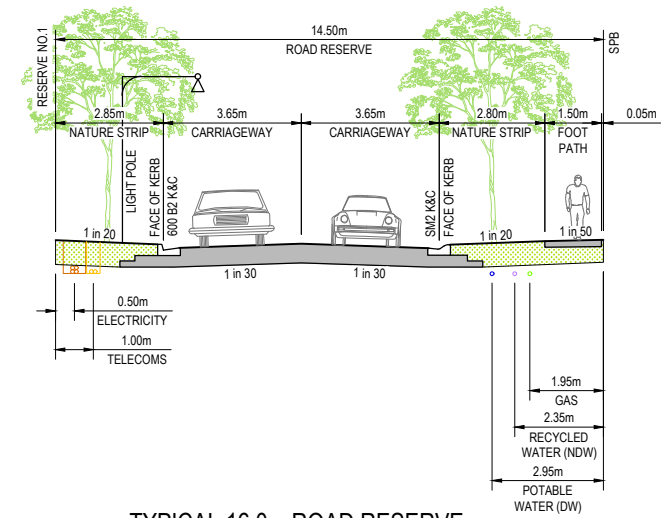 14.50m
ROAD RESERVE
RESERVE NO.1
SPB
2.85m
3.65m
3.65m
2.80m
1.50m
0.05m
NATURE STRIP
CARRIAGEWAY
CARRIAGEWAY
NATURE STRIP
FOOT
PATH
LIGHT POLE
FACE OF KERB
600 B2 K&C
SM2 K&C
FACE OF KERB
1 in 20
1 in 20
1 in 50
1 in 30
1 in 30
0.50m
ELECTRICITY
1.00m
TELECOMS
1.95m
GAS
2.35m
RECYCLED
WATER (NDW)
2.95m
POTABLE
WATER (DW)